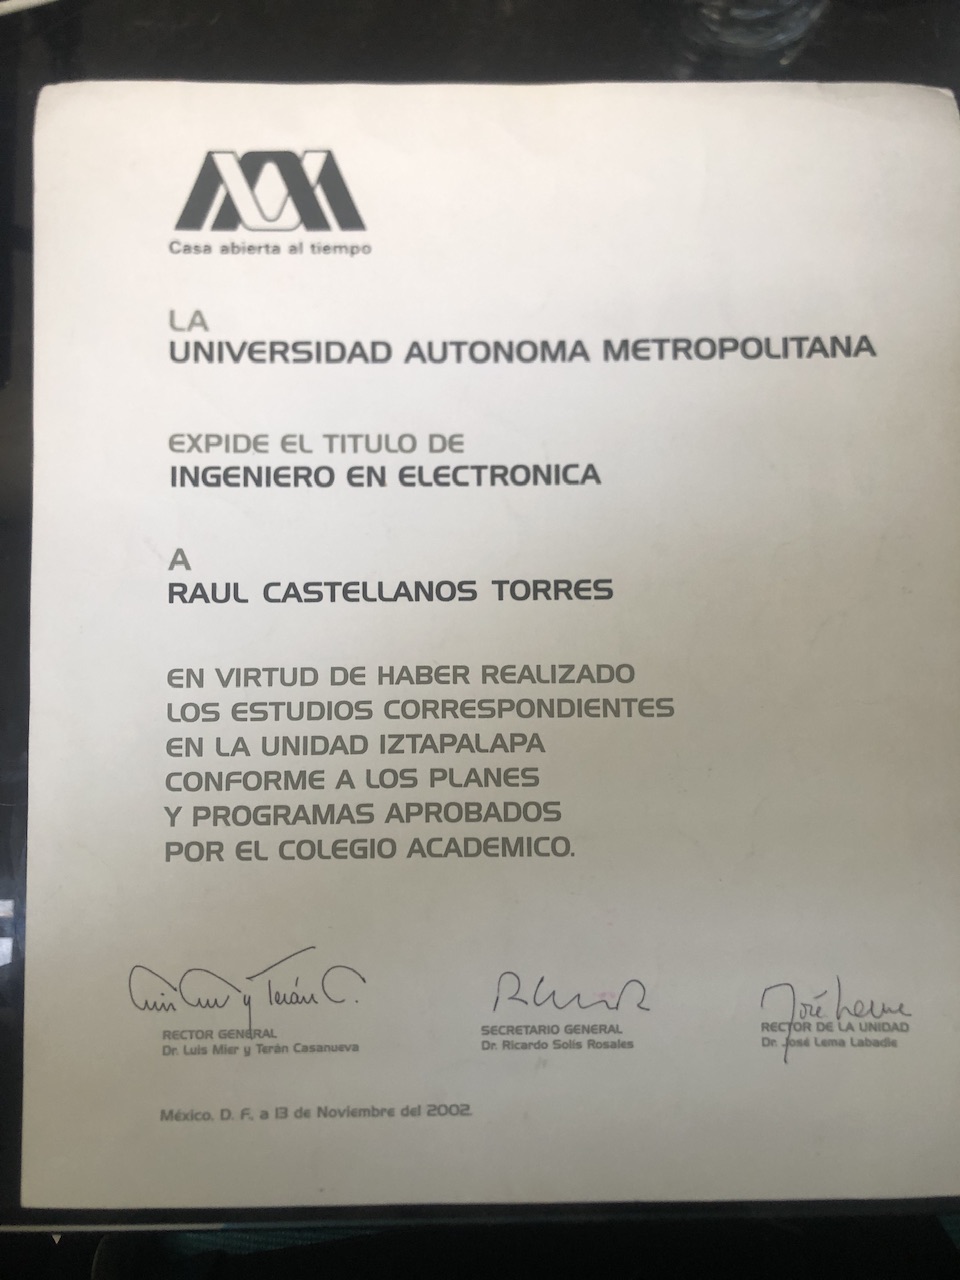 Casa abierta al tiempo
LA
UNIVERSIDAD AUTONOMA METROPOLITANA
EXPIDE EL TITULO DE
INGENIERO EN ELECTRONICA
A
RAUL CASTELLANOS TORRES
EN VIRTUD DE HABER REALIZADO
LOS ESTUDIOS CORRESPONDIENTES
EN LA UNIDAD IZTAPALAPA
CONFORME A LOS PLANES
Y PROGRAMAS APROBADOS
POR EL COLEGIO ACADEMICO.
y Terán C.
José Lema
RECTOR GENERAL
Dr. Luis Mier y Terán Casanueva
SECRETARIO GENERAL
Dr. Ricardo Solís Rosales
RECTOR DE LA UNIDAD
Dr. José Lema Labadie
México, D. F. a 13 de Noviembre del 2002.